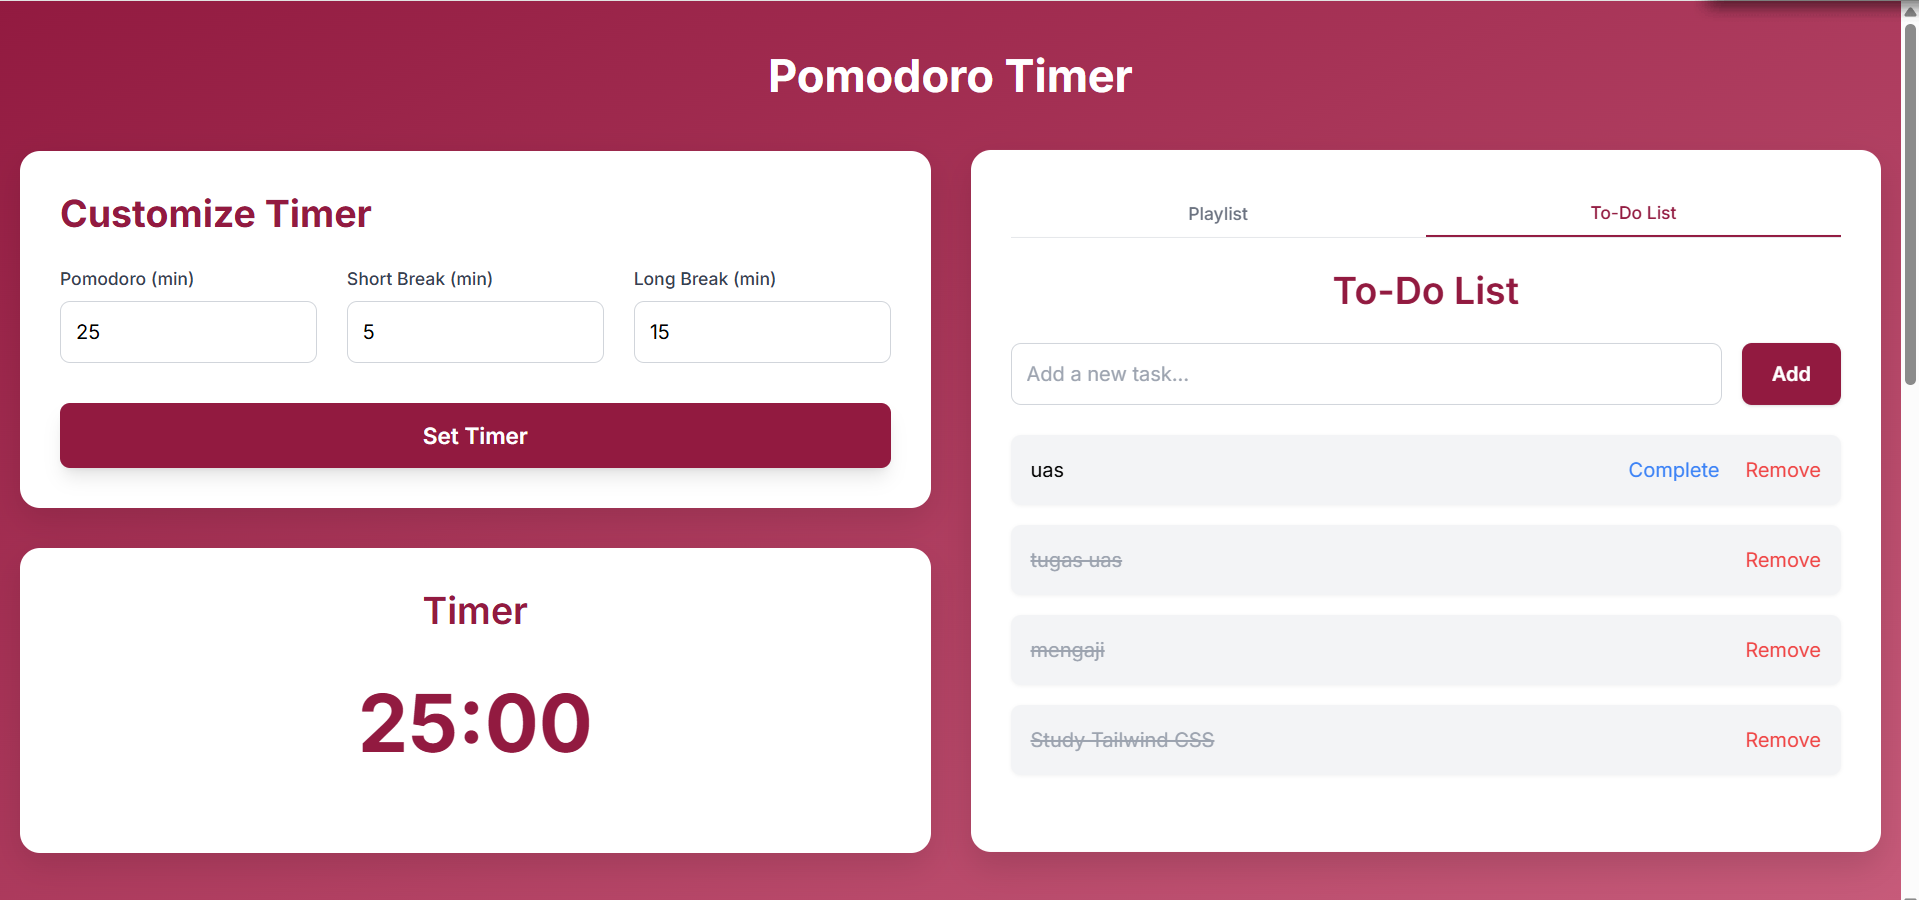 Pomodoro Timer
Customize Timer
Pomodoro (min) Short Break (min) Long Break (min)
25 5 15
Set Timer
Timer
25:00
Playlist To-Do List
To-Do List
Add a new task... Add
uas Complete Remove
tugas uas Remove
mengaji Remove
Study Tailwind CSS Remove